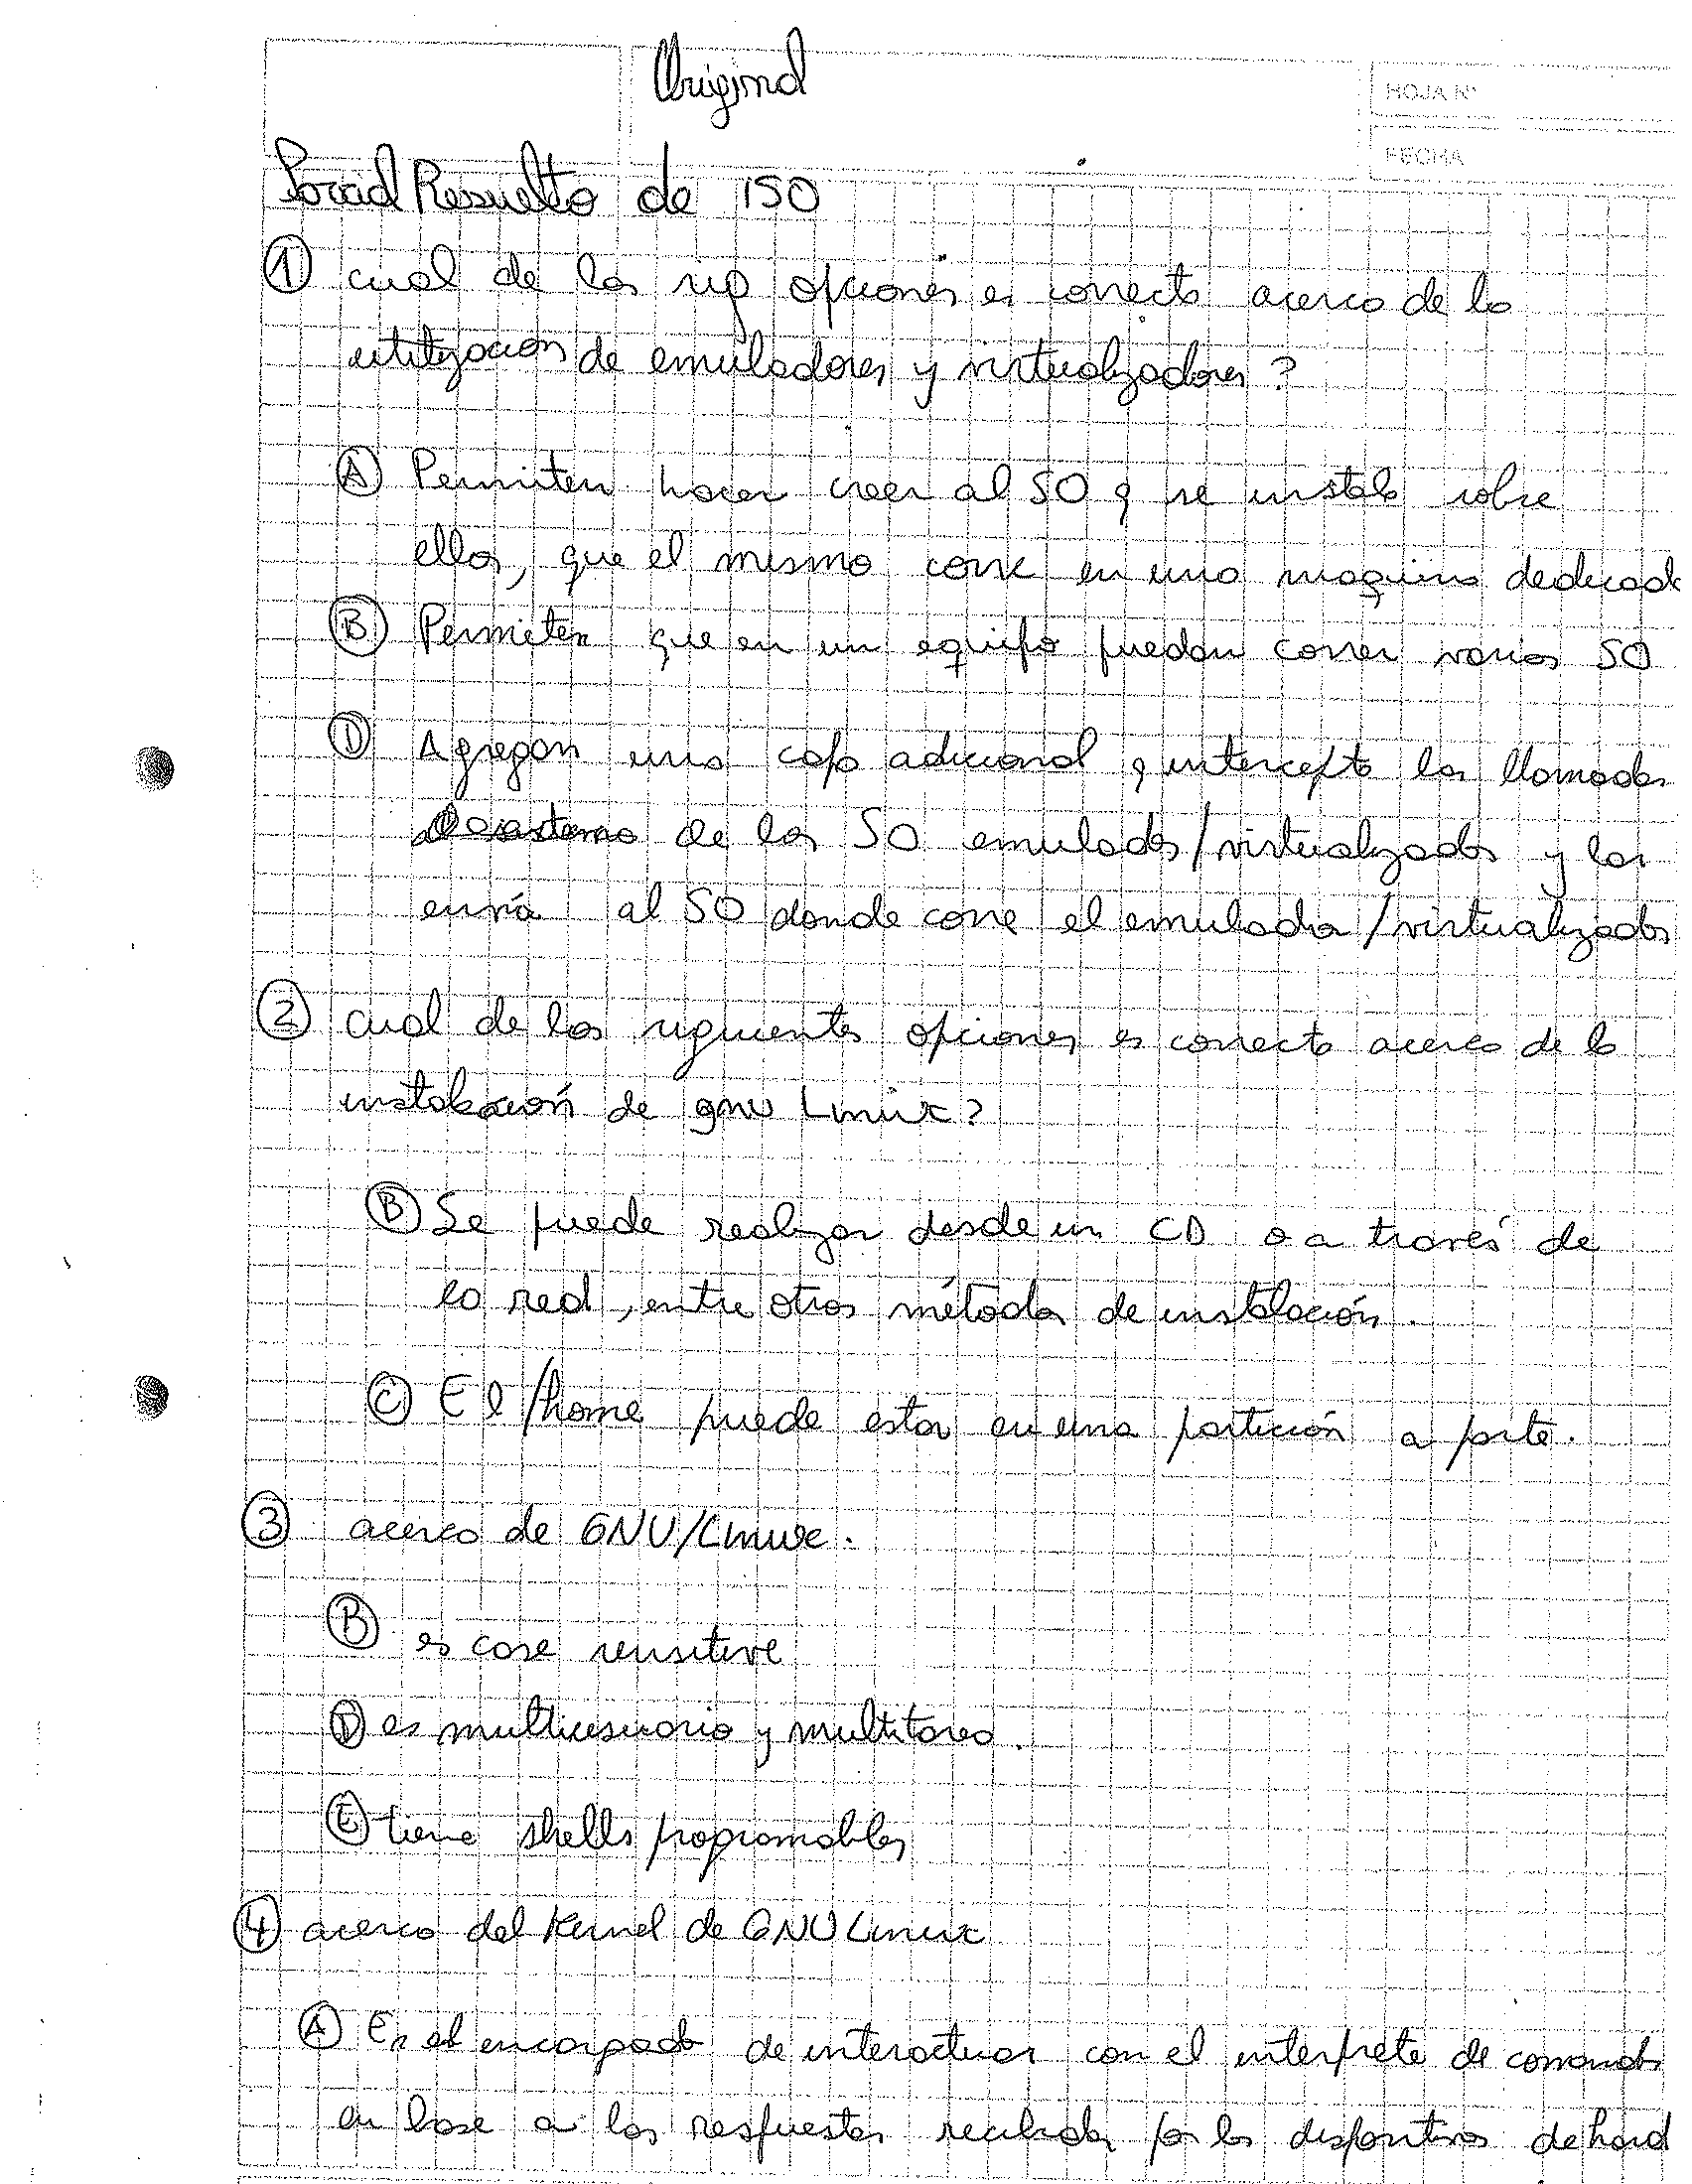 Original
HOJA Nº
FECHA
Parcial Resuelto de ISO
1 cual de las sig opciones es correcta acerca de la
utilización de emuladores y virtualizadores?
A Permiten hacer creer al SO q se instala sobre
ellos, que el mismo corre en una maquina dedicada
B Permiten que en un equipo puedan correr varios SO
D Agregan una capa adicional q intercepta las llamadas
de los SO emulados/virtualizados y las
envía al SO donde corre el emulador/virtualizador
2 cual de las siguientes opciones es correcta acerca de la
instalación de gnu Linux?
B Se puede realizar desde un CD o a través de
la red, entre otros métodos de instalación.
C El /home puede estar en una partición a parte.
3 acerca de GNU/Linux.
B es case sensitive
D es multiusuario y multitarea.
E tiene shells programables
4 acerca del Kernel de GNU Linux
A Es el encargado de interactuar con el interprete de comandos
en base a las respuestas recibidas por los dispositivos de hard